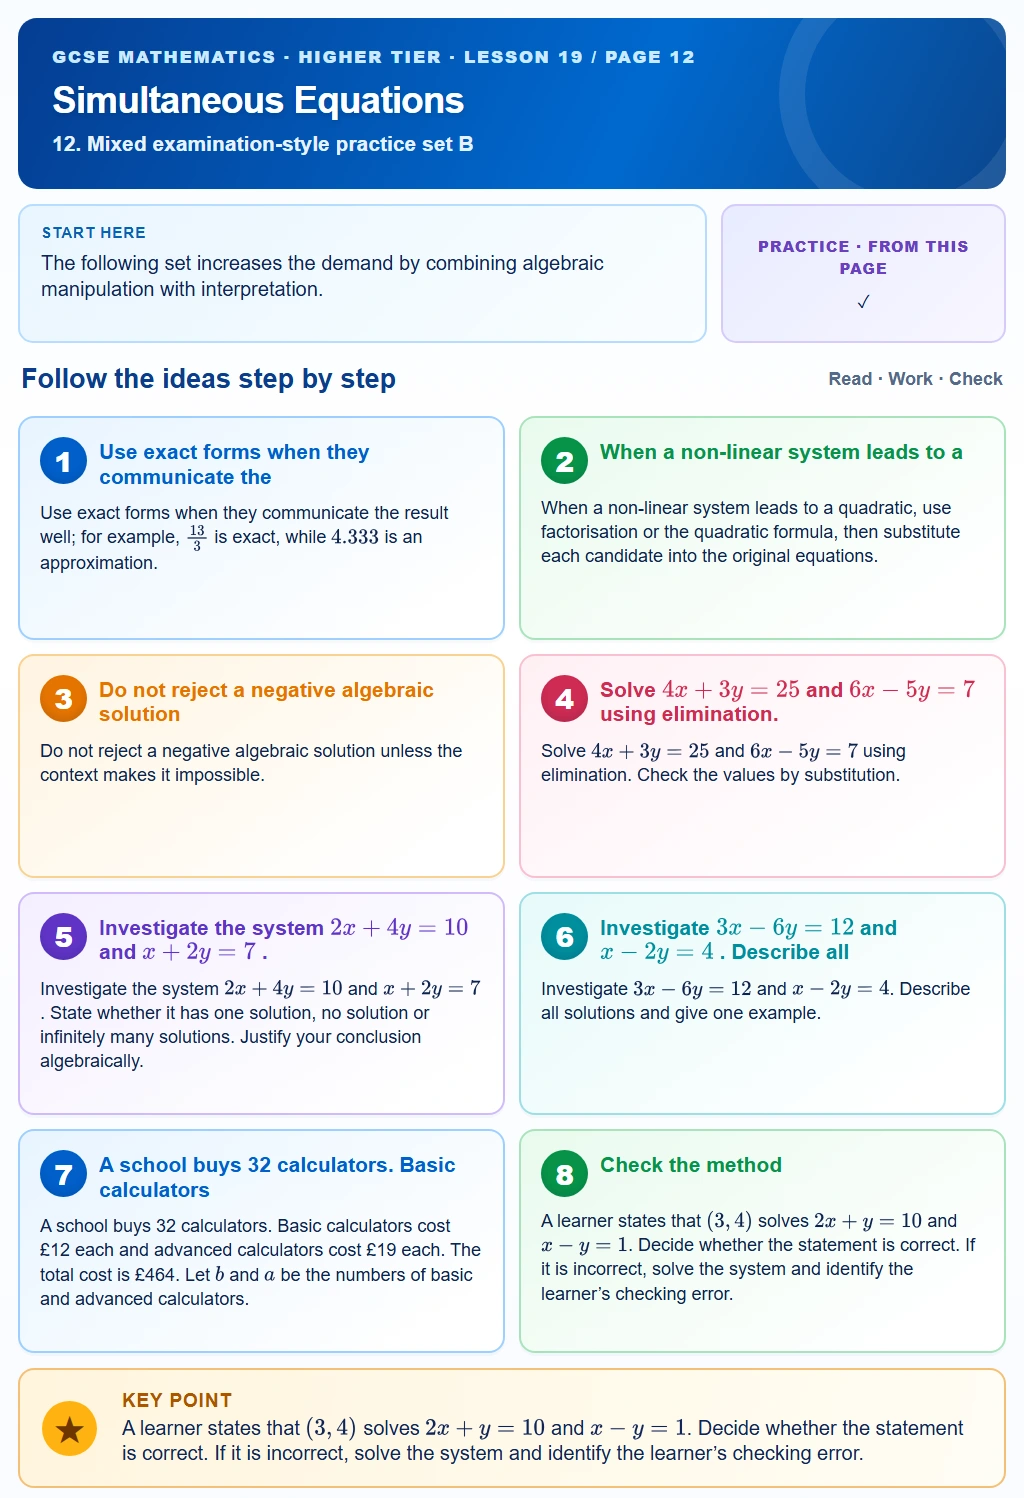 GCSE MATHEMATICS · HIGHER TIER · LESSON 19 / PAGE 12
Simultaneous Equations
12. Mixed examination-style practice set B
START HERE
The following set increases the demand by combining algebraic
manipulation with interpretation.
PRACTICE · FROM THIS
PAGE
✓
Follow the ideas step by step
Read · Work · Check
1
Use exact forms when they
communicate the
Use exact forms when they communicate the result
well; for example, 13/3 is exact, while 4.333 is an
approximation.
2
When a non-linear system leads to a
When a non-linear system leads to a quadratic, use
factorisation or the quadratic formula, then substitute
each candidate into the original equations.
3
Do not reject a negative algebraic
solution
Do not reject a negative algebraic solution unless the
context makes it impossible.
4
Solve 4x + 3y = 25 and 6x − 5y = 7
using elimination.
Solve 4x + 3y = 25 and 6x − 5y = 7 using
elimination. Check the values by substitution.
5
Investigate the system 2x + 4y = 10
and x + 2y = 7 .
Investigate the system 2x + 4y = 10 and x + 2y = 7
. State whether it has one solution, no solution or
infinitely many solutions. Justify your conclusion
algebraically.
6
Investigate 3x − 6y = 12 and
x − 2y = 4 . Describe all
Investigate 3x − 6y = 12 and x − 2y = 4. Describe
all solutions and give one example.
7
A school buys 32 calculators. Basic
calculators
A school buys 32 calculators. Basic calculators cost
£12 each and advanced calculators cost £19 each. The
total cost is £464. Let b and a be the numbers of basic
and advanced calculators.
8
Check the method
A learner states that (3, 4) solves 2x + y = 10 and
x − y = 1. Decide whether the statement is correct. If
it is incorrect, solve the system and identify the
learner’s checking error.
KEY POINT
A learner states that (3, 4) solves 2x + y = 10 and x − y = 1. Decide whether the statement
is correct. If it is incorrect, solve the system and identify the learner’s checking error.